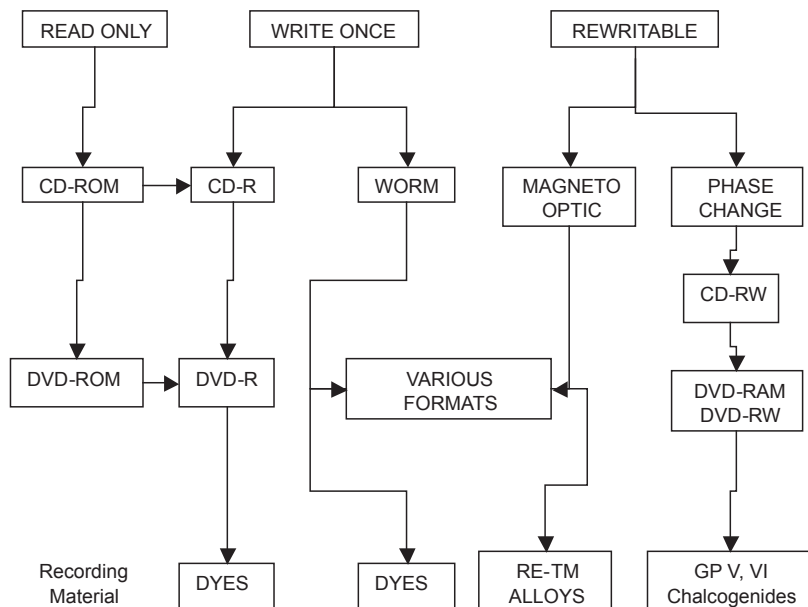 READ ONLY
WRITE ONCE
REWRITABLE
CD-ROM
CD-R
WORM
MAGNETO
OPTIC
PHASE
CHANGE
CD-RW
DVD-ROM
DVD-R
VARIOUS
FORMATS
DVD-RAM
DVD-RW
Recording
Material
DYES
DYES
RE-TM
ALLOYS
GP V, VI
Chalcogenides